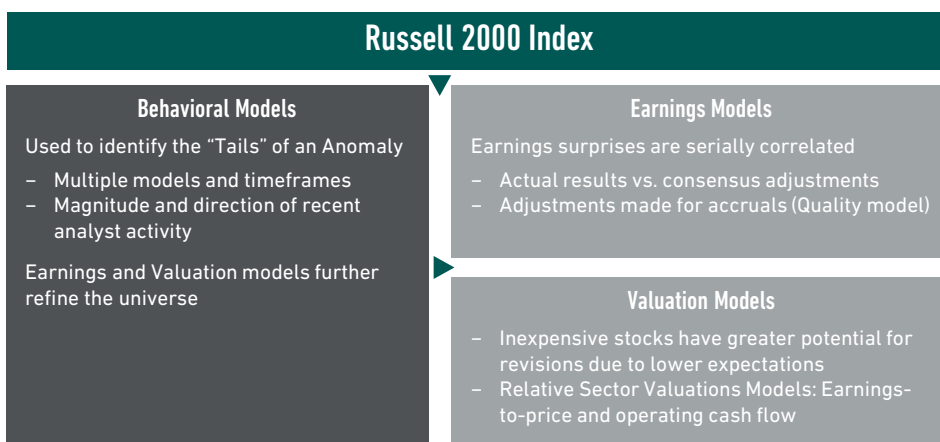 Russell 2000 Index
Behavioral Models
Used to identify the “Tails” of an Anomaly
– Multiple models and timeframes
– Magnitude and direction of recent
analyst activity
Earnings and Valuation models further
refine the universe
Earnings Models
Earnings surprises are serially correlated
– Actual results vs. consensus adjustments
– Adjustments made for accruals (Quality model)
Valuation Models
– Inexpensive stocks have greater potential for
revisions due to lower expectations
– Relative Sector Valuations Models: Earnings-
to-price and operating cash flow